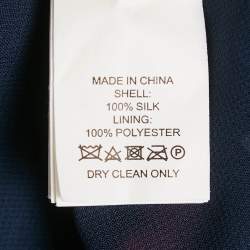 MADE IN CHINA
SHELL:
100% SILK
LINING:
100% POLYESTER
P
DRY CLEAN ONLY